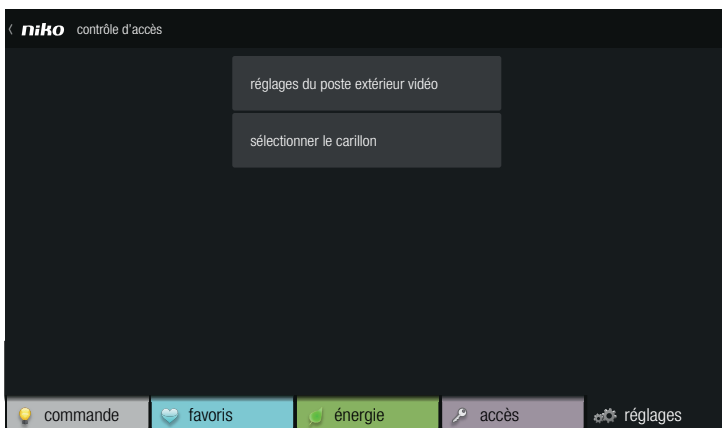 niko contrôle d'accès
réglages du poste extérieur vidéo
sélectionner le carillon
commande favoris énergie accès réglages